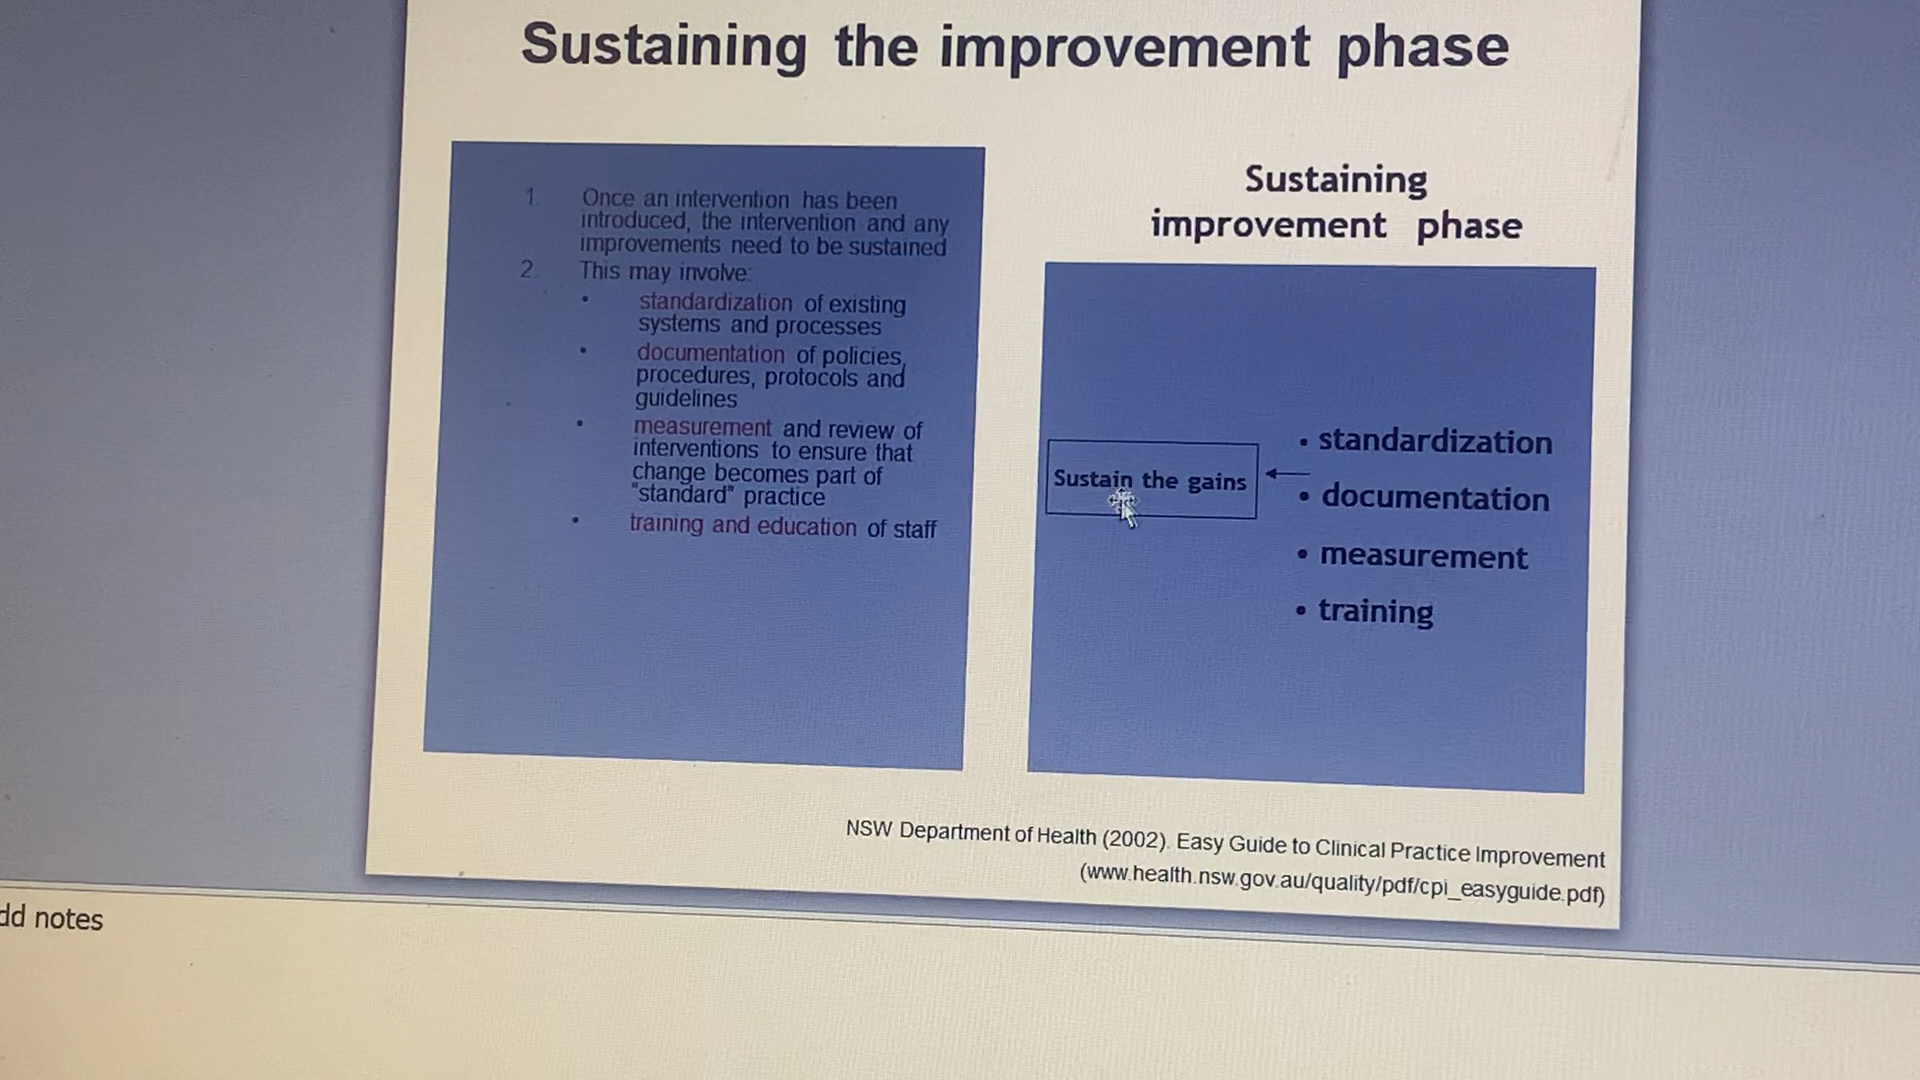 Sustaining the improvement phase
1 Once an intervention has been
introduced, the intervention and any
improvements need to be sustained
2. This may involve:
• standardization of existing
systems and processes
• documentation of policies,
procedures, protocols and
guidelines
• measurement and review of
interventions to ensure that
change becomes part of
"standard" practice
• training and education of staff
Sustaining
improvement phase
Sustain the gains
• standardization
• documentation
• measurement
• training
NSW Department of Health (2002). Easy Guide to Clinical Practice Improvement
(www.health.nsw.gov.au/quality/pdf/cpi_easyguide.pdf)
dd notes